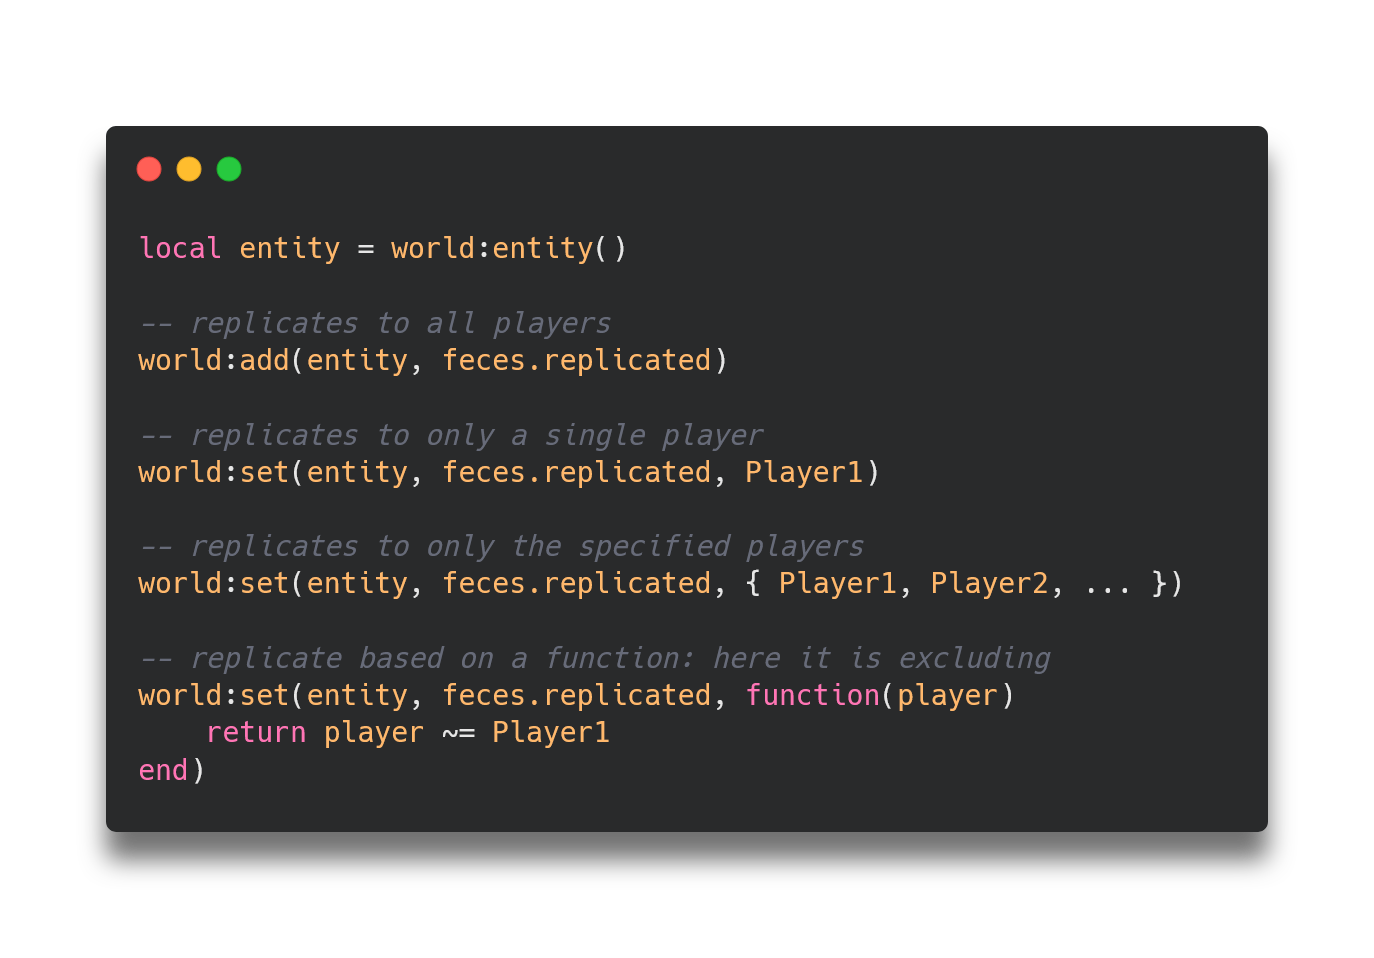 local entity = world:entity()
-- replicates to all players
world:add(entity, feces.replicated)
-- replicates to only a single player
world:set(entity, feces.replicated, Player1)
-- replicates to only the specified players
world:set(entity, feces.replicated, { Player1, Player2, ... })
-- replicate based on a function: here it is excluding
world:set(entity, feces.replicated, function(player)
    return player ~= Player1
end)